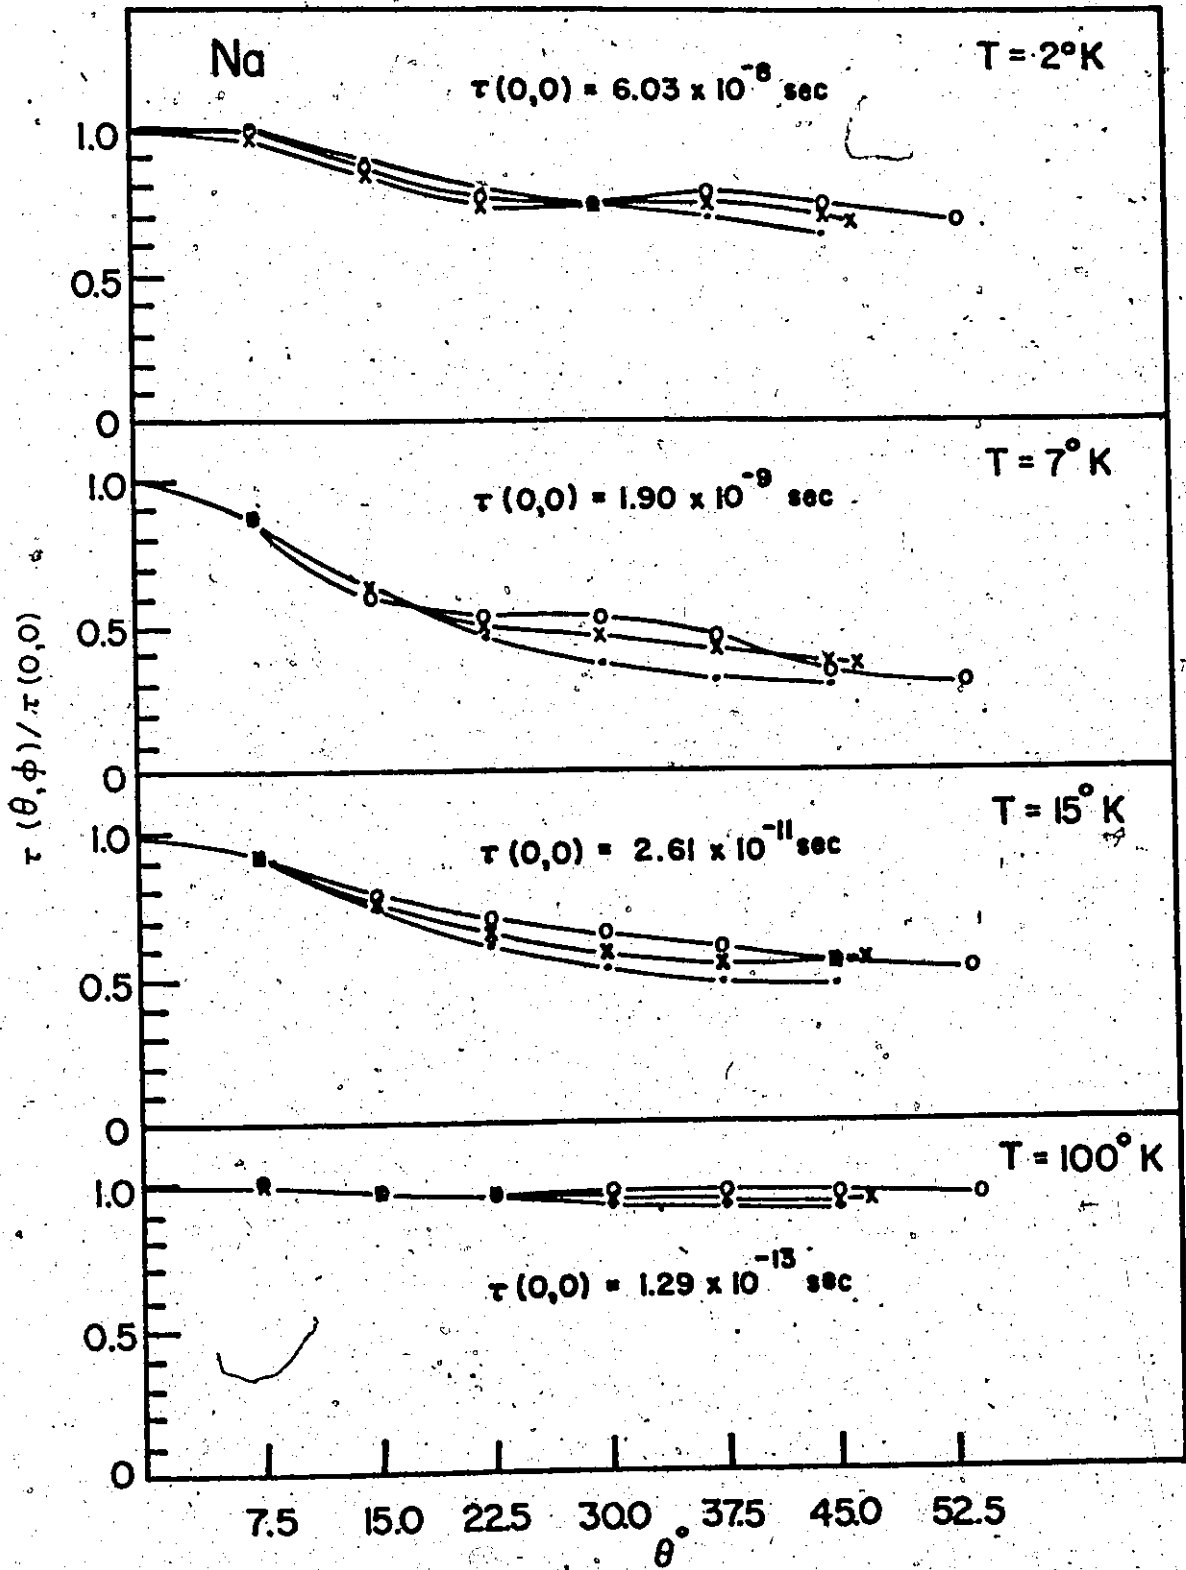 Na
T = 2°K
τ(0,0) = 6.03 x 10⁻⁸ sec
1.0
0.5
0
T = 7°K
τ(0,0) = 1.90 x 10⁻⁹ sec
1.0
0.5
0
τ(θ,φ)/τ(0,0)
T = 15°K
τ(0,0) = 2.61 x 10⁻¹¹ sec
1.0
0.5
0
T = 100°K
1.0
τ(0,0) = 1.29 x 10⁻¹³ sec
0.5
0
7.5 15.0 22.5 30.0 37.5 45.0 52.5
θ°